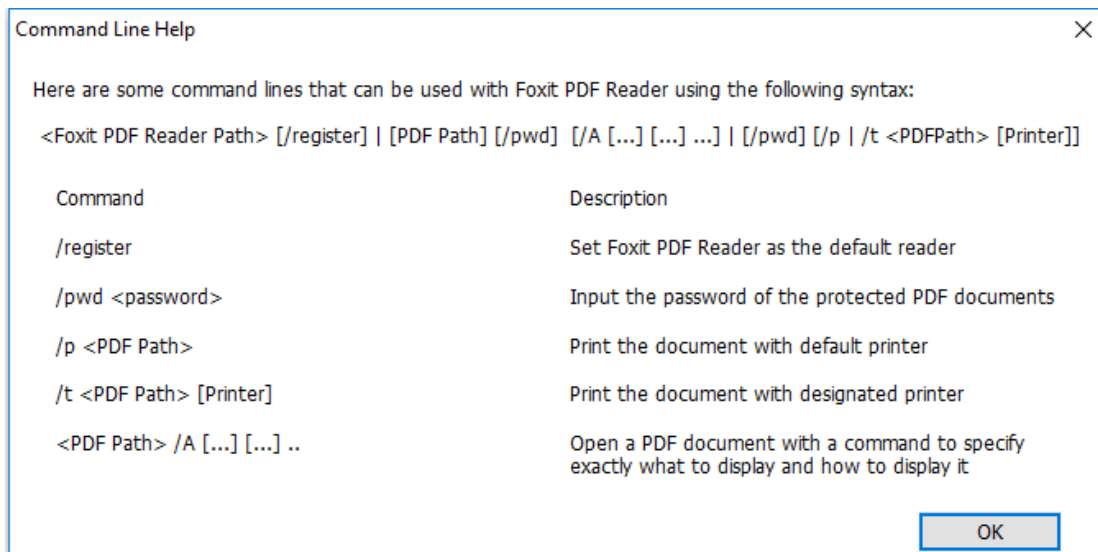 Command Line Help
Here are some command lines that can be used with Foxit PDF Reader using the following syntax:
<Foxit PDF Reader Path> [/register] | [PDF Path] [/pwd]  [/A [...] [...] ...] | [/pwd] [/p | /t <PDFPath> [Printer]]
Command Description
/register Set Foxit PDF Reader as the default reader
/pwd <password> Input the password of the protected PDF documents
/p <PDF Path> Print the document with default printer
/t <PDF Path> [Printer] Print the document with designated printer
<PDF Path> /A [...] [...] .. Open a PDF document with a command to specify
exactly what to display and how to display it
OK